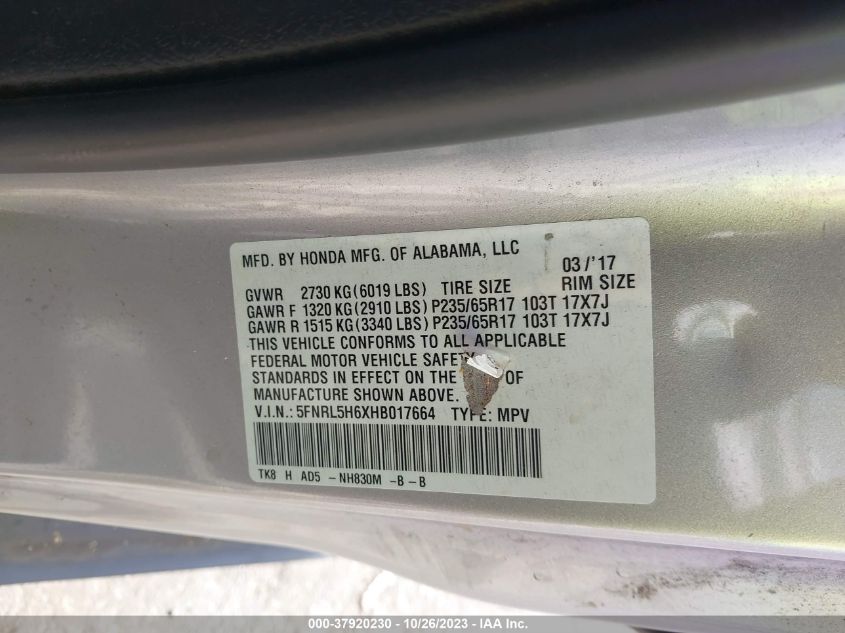 MFD. BY HONDA MFG. OF ALABAMA, LLC 03/'17
GVWR 2730 KG(6019 LBS) TIRE SIZE RIM SIZE
GAWR F 1320 KG(2910 LBS) P235/65R17 103T 17X7J
GAWR R 1515 KG(3340 LBS) P235/65R17 103T 17X7J
THIS VEHICLE CONFORMS TO ALL APPLICABLE
FEDERAL MOTOR VEHICLE SAFETY
STANDARDS IN EFFECT ON THE OF
MANUFACTURE SHOWN ABOVE.
V.I.N.: 5FNRL5H6XHB017664 TYPE: MPV
TK8 H AD5 -NH830M -B-B
000-37920230 - 10/26/2023 - IAA Inc.